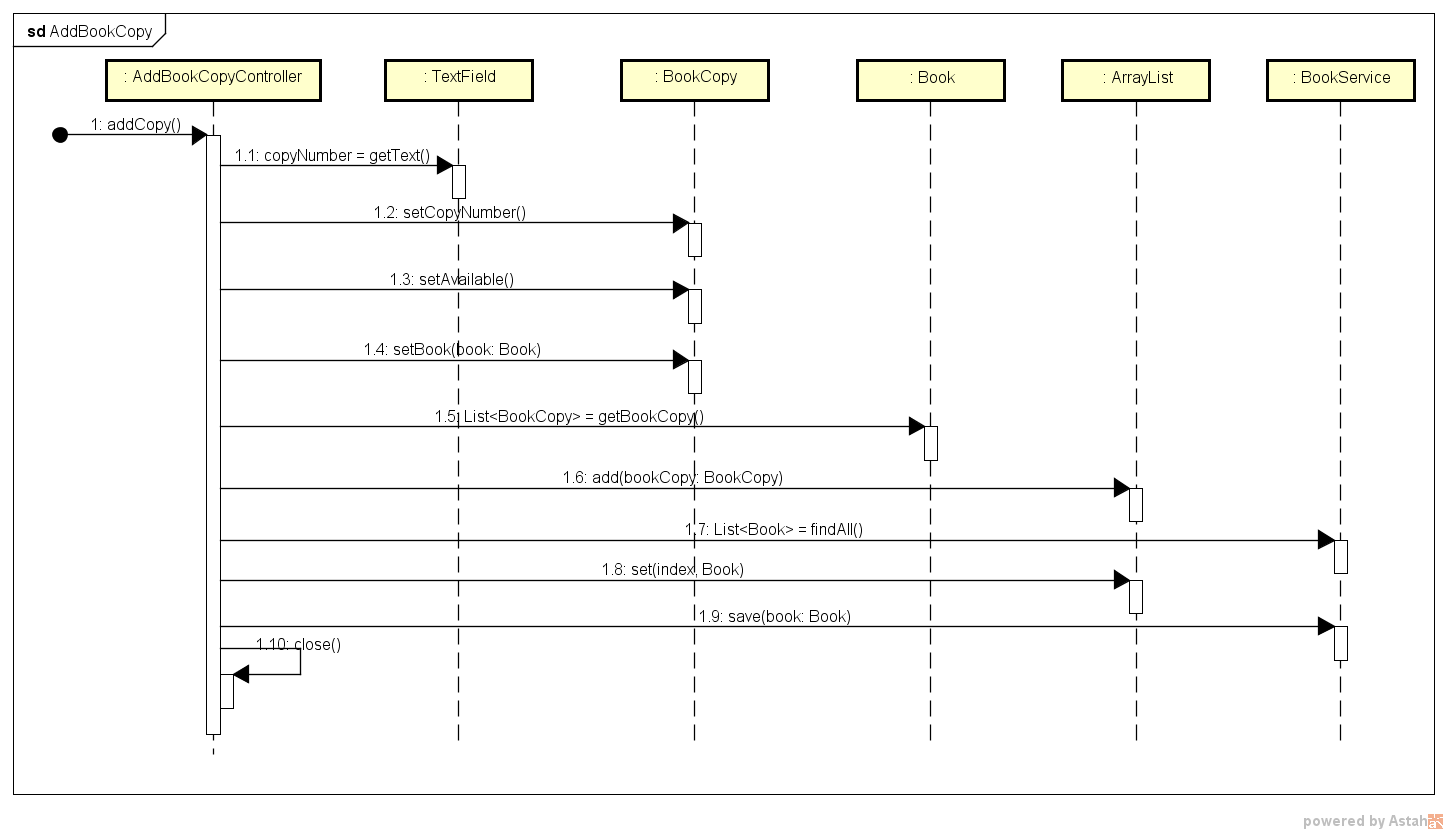 sd AddBookCopy
: AddBookCopyController
: TextField
: BookCopy
: Book
: ArrayList
: BookService
1: addCopy()
1.1: copyNumber = getText()
1.2: setCopyNumber()
1.3: setAvailable()
1.4: setBook(book: Book)
1.5: List<BookCopy> = getBookCopy()
1.6: add(bookCopy: BookCopy)
1.7: List<Book> = findAll()
1.8: set(index, Book)
1.9: save(book: Book)
1.10: close()
powered by Astah